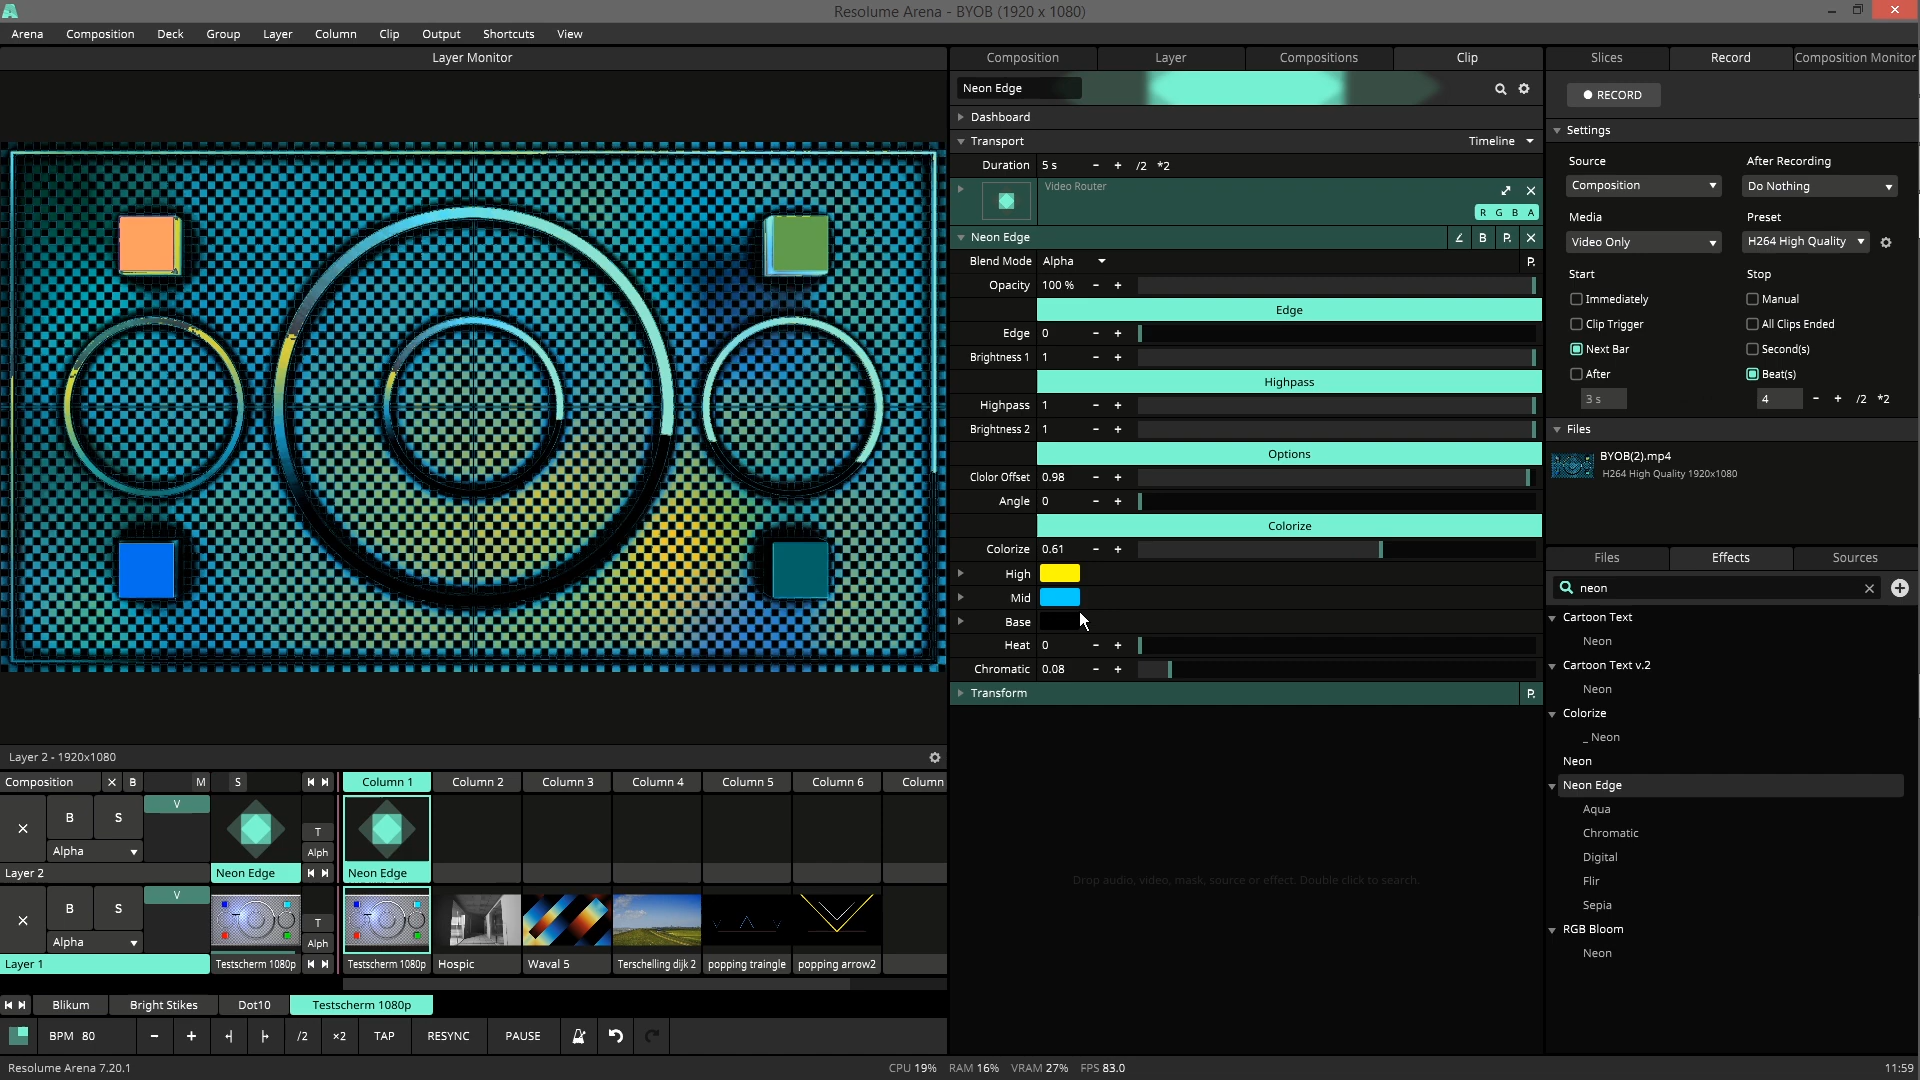 Resolume Arena - BYOB (1920 x 1080)
Arena Composition Deck Group Layer Column Clip Output Shortcuts View
Layer Monitor
Composition Layer Compositions Clip
Slices Record Composition Monitor
Neon Edge
RECORD
Dashboard
Transport Timeline
Duration 5 s - + /2 *2
Video Router
R G B A
Neon Edge B P.
Blend Mode Alpha P.
Opacity 100 % - +
Edge
Edge 0 - +
Brightness 1 1 - +
Highpass
Highpass 1 - +
Brightness 2 1 - +
Options
Clolor Offset 0.98 - +
Angle 0 - +
Colorize
Colorize 0.61 - +
High
Mid
Base
Heat 0 - +
Chromatic 0.08 - +
Transform P.
Drop audio, video, mask, source or effect. Double click to search.
Settings
Source After Recording
Composition Do Nothing
Media Preset
Video Only H264 High Quality
Start Stop
Immediately Manual
Clip Trigger All Clips Ended
Next Bar Second(s)
After Beat(s)
3 s 4 - + /2 *2
Files
BYOB(2).mp4
H264 High Quality 1920x1080
Files Effects Sources
neon
Cartoon Text
Neon
Cartoon Text v.2
Neon
Colorize
_ Neon
Neon
Neon Edge
Aqua
Chromatic
Digital
Flir
Sepia
RGB Bloom
Neon
Layer 2 - 1920x1080
Composition X B M S Column 1 Column 2 Column 3 Column 4 Column 5 Column 6 Column
V
X B S T
Alpha Alph
Layer 2 Neon Edge Neon Edge
V
X B S T
Alpha Alph
Layer 1 Testscherm 1080p Testscherm 1080p Hospic Waval 5 Terschelling dijk 2 popping traingle popping arrow2
Blikum Bright Stikes Dot10 Testscherm 1080p
BPM 80 - + /2 ×2 TAP RESYNC PAUSE
Resolume Arena 7.20.1 CPU 19% RAM 16% VRAM 27% FPS 83.0 11:59